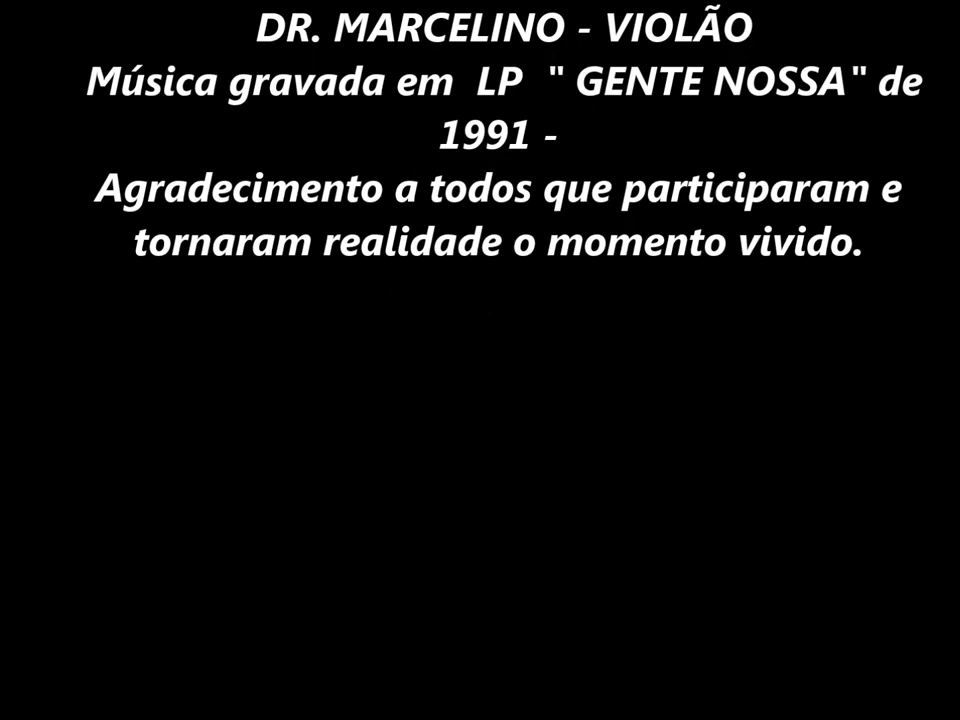 DR. MARCELINO - VIOLÃO
Música gravada em  LP  " GENTE NOSSA" de
1991 -
Agradecimento a todos que participaram e
tornaram realidade o momento vivido.